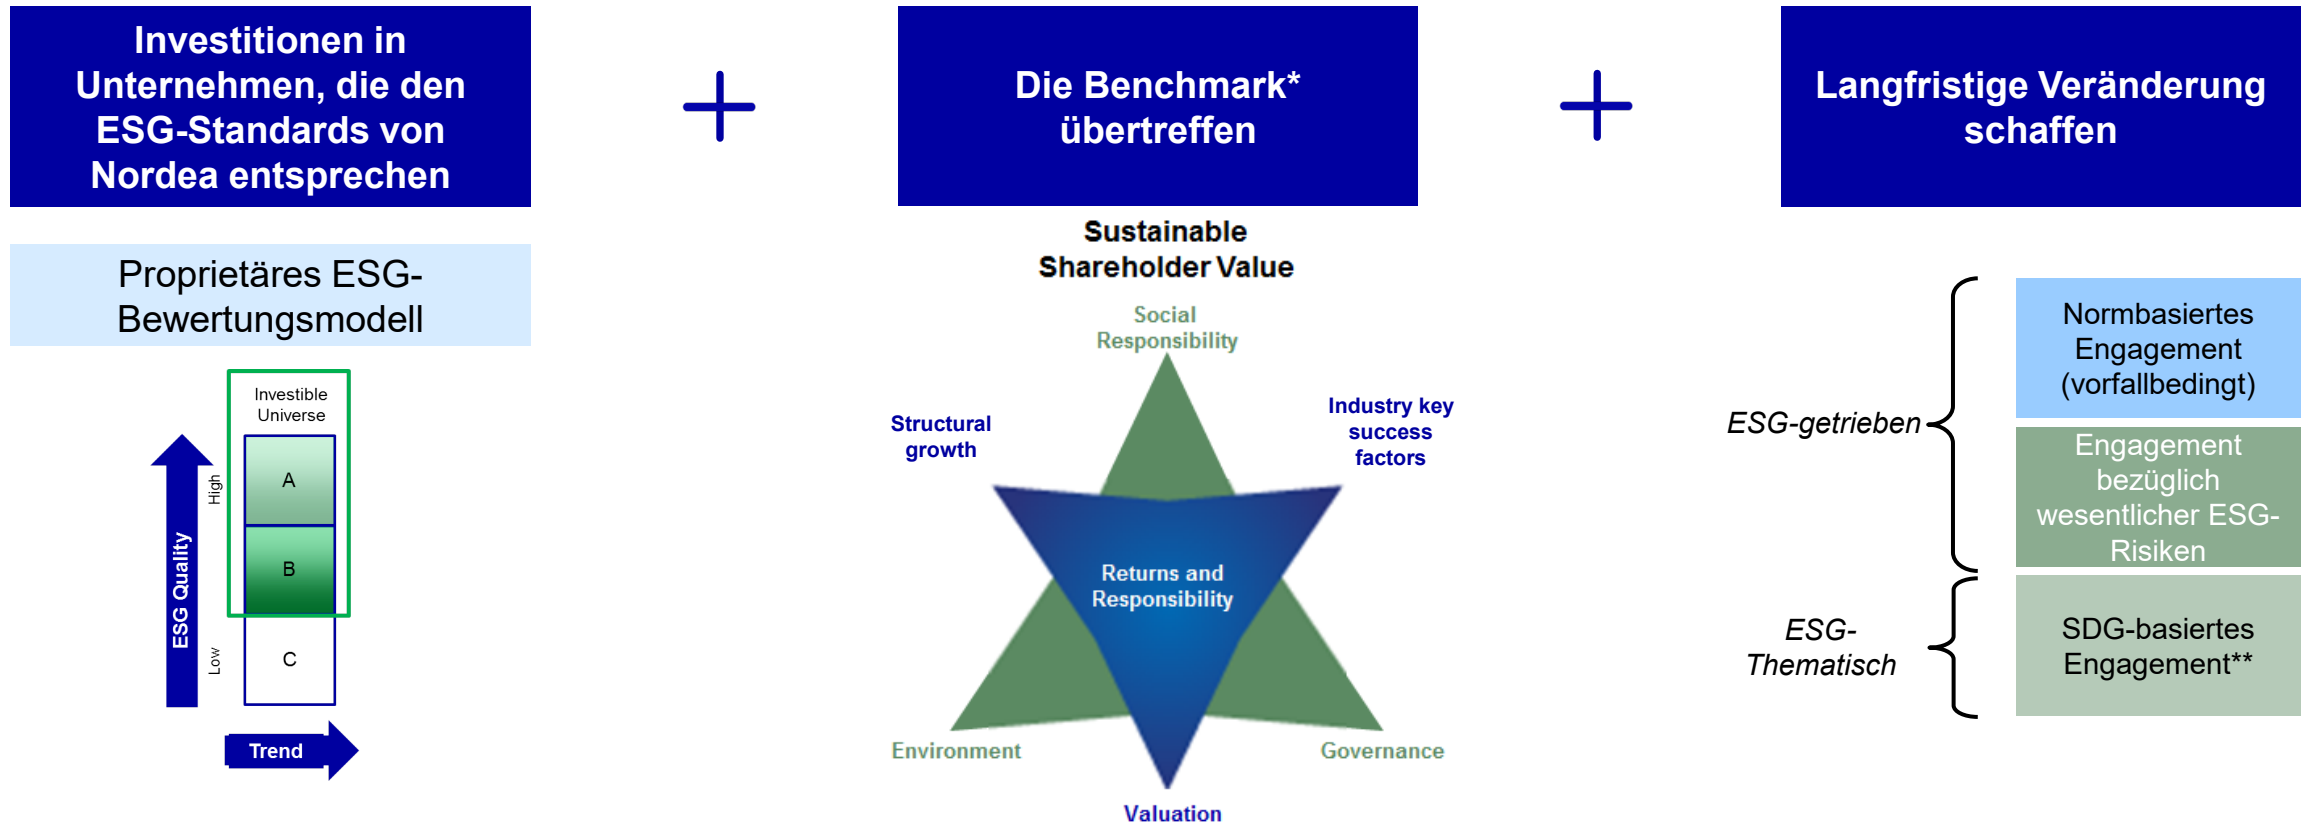 Investitionen in
Unternehmen, die den
ESG-Standards von
Nordea entsprechen
Proprietäres ESG-
Bewertungsmodell
Investible
Universe
A
B
C
High
Low
ESG Quality
Trend
Die Benchmark*
übertreffen
Sustainable
Shareholder Value
Social
Responsibility
Structural
growth
Industry key
success
factors
Returns and
Responsibility
Environment
Governance
Valuation
Langfristige Veränderung
schaffen
ESG-getrieben
Normbasiertes
Engagement
(vorfallbedingt)
Engagement
bezüglich
wesentlicher ESG-
Risiken
ESG-
Thematisch
SDG-basiertes
Engagement**